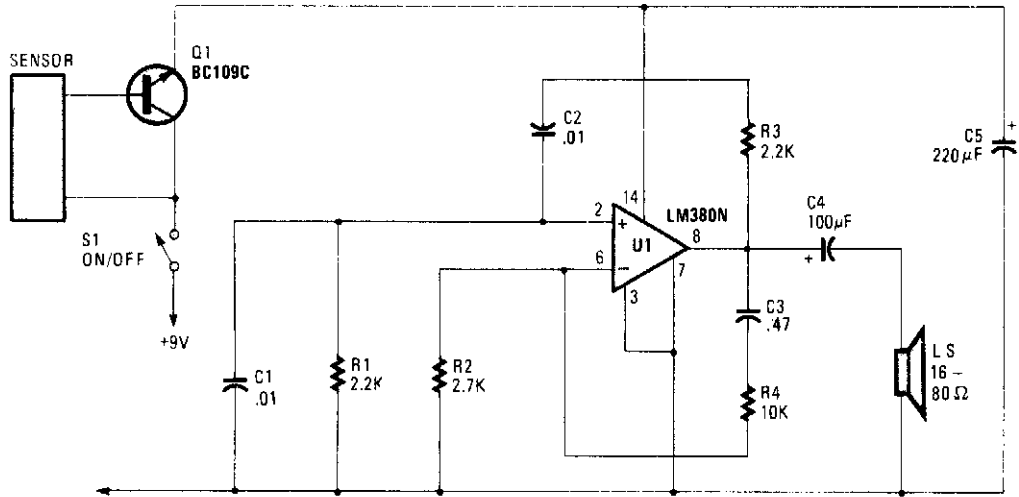 SENSOR
Q1
BC109C
S1
ON/OFF
+9V
C1
.01
R1
2.2K
R2
2.7K
C2
.01
2
+
6
−
14
U1
3
7
LM380N
8
R3
2.2K
C3
.47
R4
10K
C4
100µF
+
C5
220µF
+
LS
16 –
80Ω